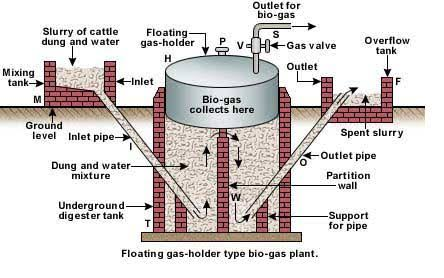 Outlet for
bio-gas
Slurry of cattle
dung and water
Floating
gas-holder
P
S
V
Gas valve
Overflow
tank
H
Mixing
tank
Inlet
Outlet
F
M
Bio-gas
collects here
Ground
level
Inlet pipe
I
Spent slurry
Dung and water
mixture
Outlet pipe
O
Partition
wall
W
Underground
digester tank
T
Support
for pipe
Floating gas-holder type bio-gas plant.